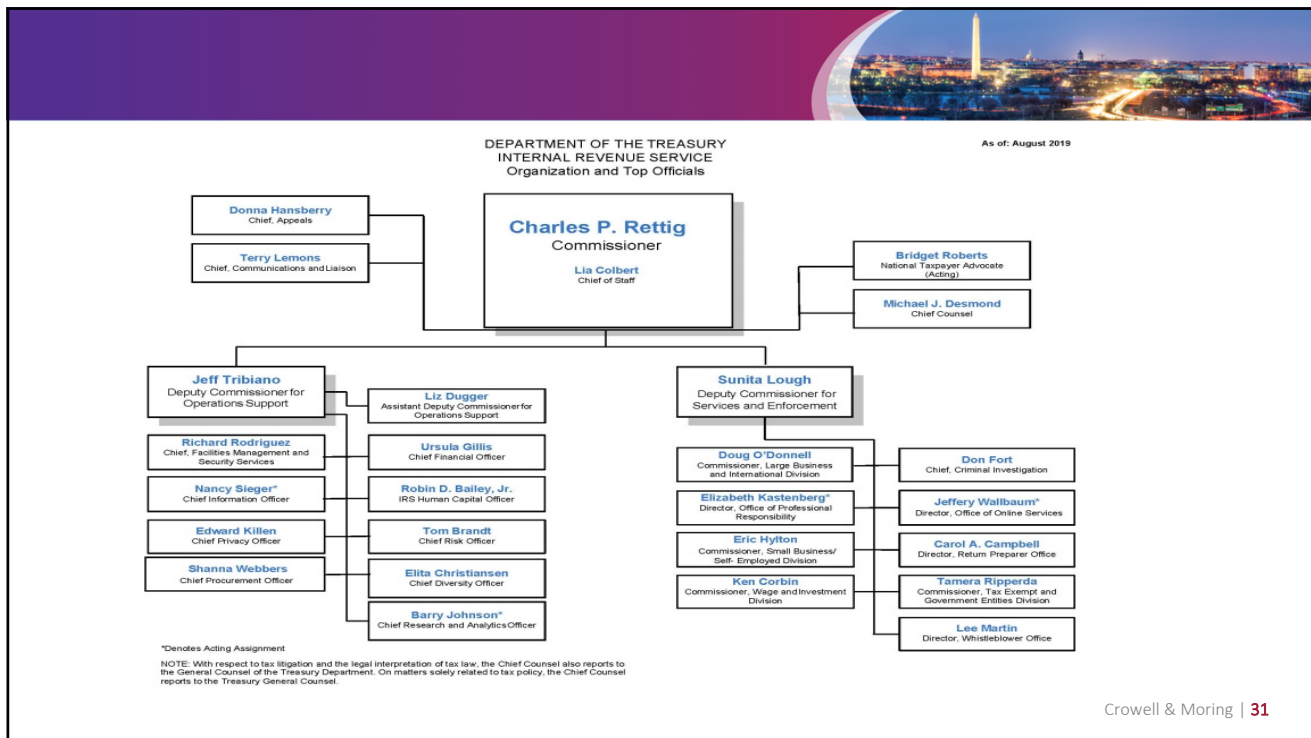 DEPARTMENT OF THE TREASURY
INTERNAL REVENUE SERVICE
Organization and Top Officials
As of: August 2019
Donna Hansberry
Chief, Appeals
Terry Lemons
Chief, Communications and Liaison
Charles P. Rettig
Commissioner
Lia Colbert
Chief of Staff
Bridget Roberts
National Taxpayer Advocate
(Acting)
Michael J. Desmond
Chief Counsel
Jeff Tribiano
Deputy Commissioner for
Operations Support
Liz Dugger
Assistant Deputy Commissioner for
Operations Support
Richard Rodriguez
Chief, Facilities Management and
Security Services
Ursula Gillis
Chief Financial Officer
Nancy Sieger*
Chief Information Officer
Robin D. Bailey, Jr.
IRS Human Capital Officer
Edward Killen
Chief Privacy Officer
Tom Brandt
Chief Risk Officer
Shanna Webbers
Chief Procurement Officer
Elita Christiansen
Chief Diversity Officer
Barry Johnson*
Chief Research and Analytics Officer
Sunita Lough
Deputy Commissioner for
Services and Enforcement
Doug O'Donnell
Commissioner, Large Business
and International Division
Don Fort
Chief, Criminal Investigation
Elizabeth Kastenberg*
Director, Office of Professional
Responsibility
Jeffery Wallbaum*
Director, Office of Online Services
Eric Hylton
Commissioner, Small Business/
Self- Employed Division
Carol A. Campbell
Director, Return Preparer Office
Ken Corbin
Commissioner, Wage and Investment
Division
Tamera Ripperda
Commissioner, Tax Exempt and
Government Entities Division
Lee Martin
Director, Whistleblower Office
*Denotes Acting Assignment
NOTE: With respect to tax litigation and the legal interpretation of tax law, the Chief Counsel also reports to
the General Counsel of the Treasury Department. On matters solely related to tax policy, the Chief Counsel
reports to the Treasury General Counsel.
Crowell & Moring | 31